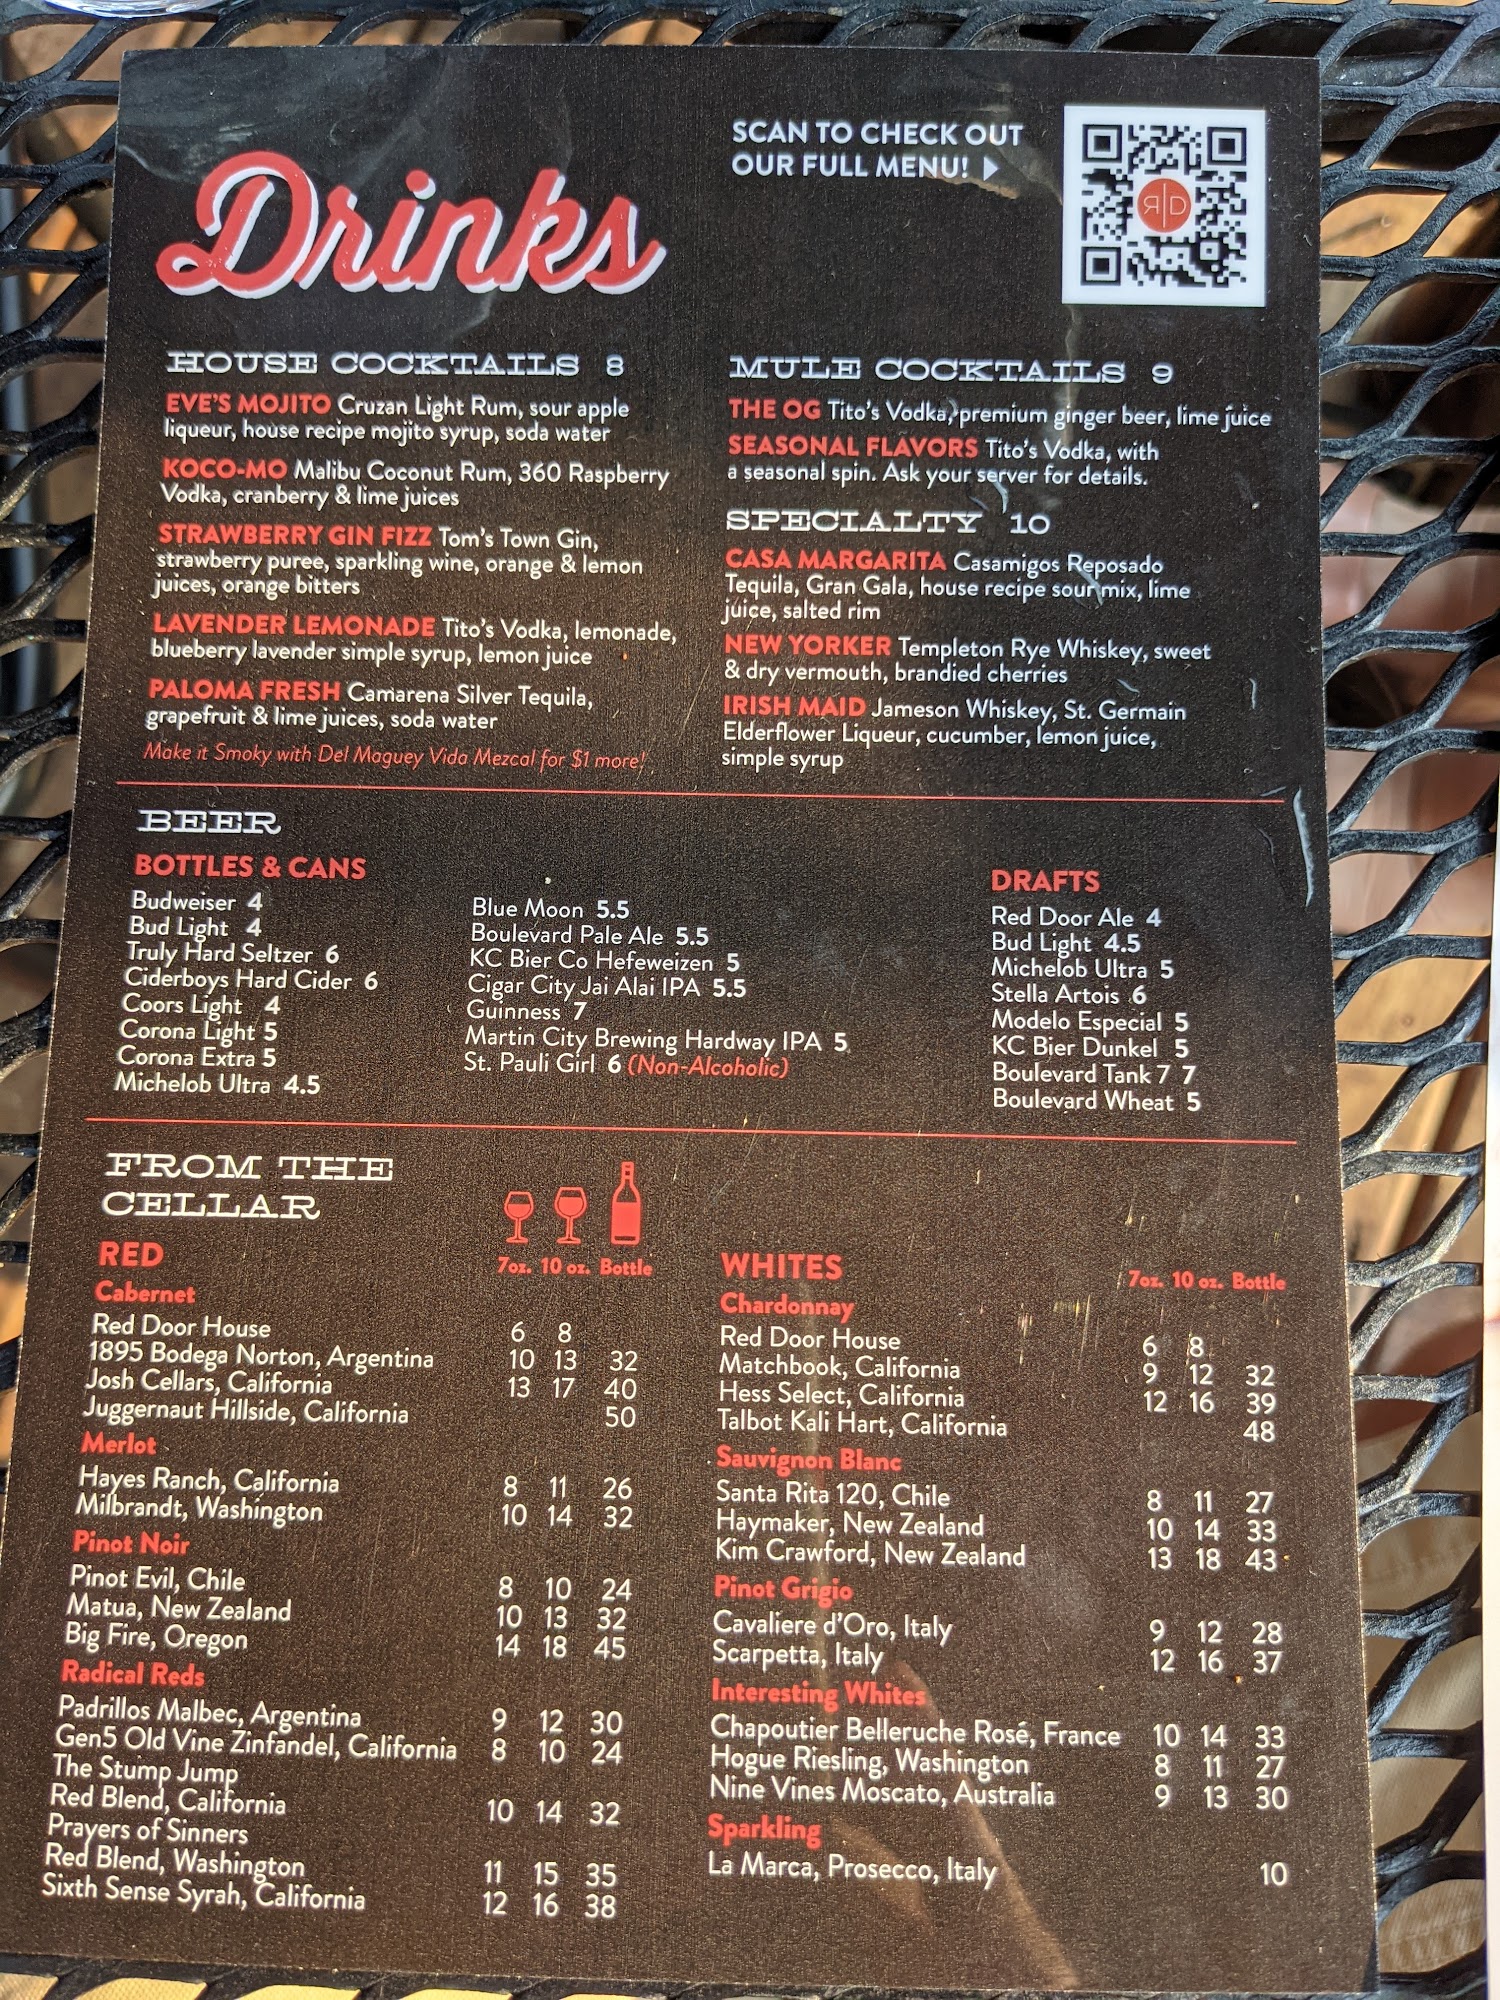 Drinks
SCAN TO CHECK OUT
OUR FULL MENU!
RD
HOUSE COCKTAILS 8
EVE'S MOJITO Cruzan Light Rum, sour apple
liqueur, house recipe mojito syrup, soda water
KOCO-MO Malibu Coconut Rum, 360 Raspberry
Vodka, cranberry & lime juices
STRAWBERRY GIN FIZZ Tom's Town Gin,
strawberry puree, sparkling wine, orange & lemon
juices, orange bitters
LAVENDER LEMONADE Tito's Vodka, lemonade,
blueberry lavender simple syrup, lemon juice
PALOMA FRESH Camarena Silver Tequila,
grapefruit & lime juices, soda water
Make it Smoky with Del Maguey Vida Mezcal for $1 more!
MULE COCKTAILS 9
THE OG Tito's Vodka, premium ginger beer, lime juice
SEASONAL FLAVORS Tito's Vodka, with
a seasonal spin. Ask your server for details.
SPECIALTY 10
CASA MARGARITA Casamigos Reposado
Tequila, Gran Gala, house recipe sour mix, lime
juice, salted rim
NEW YORKER Templeton Rye Whiskey, sweet
& dry vermouth, brandied cherries
IRISH MAID Jameson Whiskey, St. Germain
Elderflower Liqueur, cucumber, lemon juice,
simple syrup
BEER
BOTTLES & CANS
Budweiser 4
Bud Light 4
Truly Hard Seltzer 6
Ciderboys Hard Cider 6
Coors Light 4
Corona Light 5
Corona Extra 5
Michelob Ultra 4.5
Blue Moon 5.5
Boulevard Pale Ale 5.5
KC Bier Co Hefeweizen 5
Cigar City Jai Alai IPA 5.5
Guinness 7
Martin City Brewing Hardway IPA 5
St. Pauli Girl 6 (Non-Alcoholic)
DRAFTS
Red Door Ale 4
Bud Light 4.5
Michelob Ultra 5
Stella Artois 6
Modelo Especial 5
KC Bier Dunkel 5
Boulevard Tank 7 7
Boulevard Wheat 5
FROM THE
CELLAR
RED 7oz. 10 oz. Bottle
Cabernet
Red Door House 6 8
1895 Bodega Norton, Argentina 10 13 32
Josh Cellars, California 13 17 40
Juggernaut Hillside, California 50
Merlot
Hayes Ranch, California 8 11 26
Milbrandt, Washington 10 14 32
Pinot Noir
Pinot Evil, Chile 8 10 24
Matua, New Zealand 10 13 32
Big Fire, Oregon 14 18 45
Radical Reds
Padrillos Malbec, Argentina 9 12 30
Gen5 Old Vine Zinfandel, California 8 10 24
The Stump Jump
Red Blend, California 10 14 32
Prayers of Sinners
Red Blend, Washington 11 15 35
Sixth Sense Syrah, California 12 16 38
WHITES 7oz. 10 oz. Bottle
Chardonnay
Red Door House 6 8
Matchbook, California 9 12 32
Hess Select, California 12 16 39
Talbot Kali Hart, California 48
Sauvignon Blanc
Santa Rita 120, Chile 8 11 27
Haymaker, New Zealand 10 14 33
Kim Crawford, New Zealand 13 18 43
Pinot Grigio
Cavaliere d'Oro, Italy 9 12 28
Scarpetta, Italy 12 16 37
Interesting Whites
Chapoutier Belleruche Rosé, France 10 14 33
Hogue Riesling, Washington 8 11 27
Nine Vines Moscato, Australia 9 13 30
Sparkling
La Marca, Prosecco, Italy 10